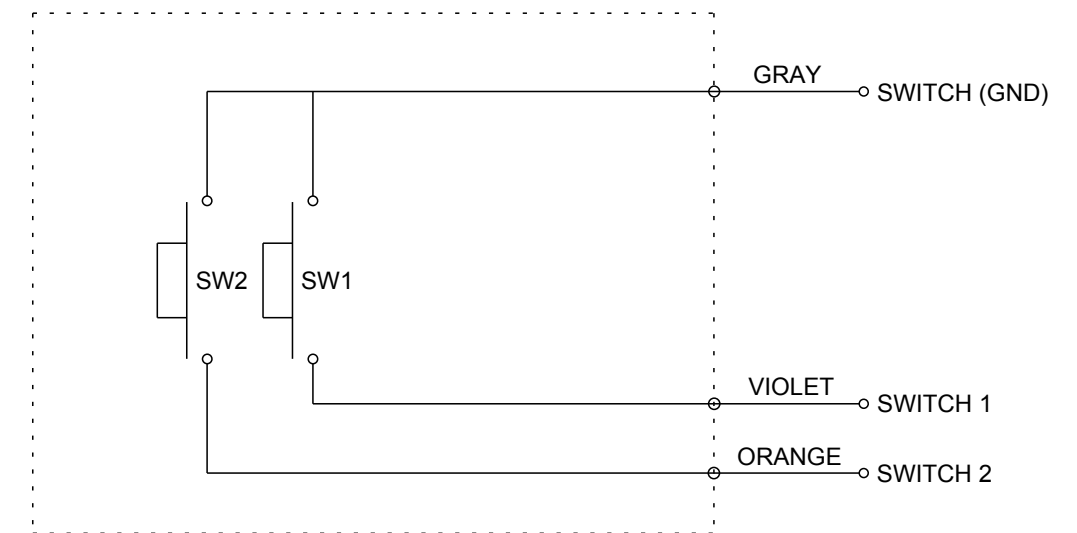 GRAY
SWITCH (GND)
SW2
SW1
VIOLET
SWITCH 1
ORANGE
SWITCH 2